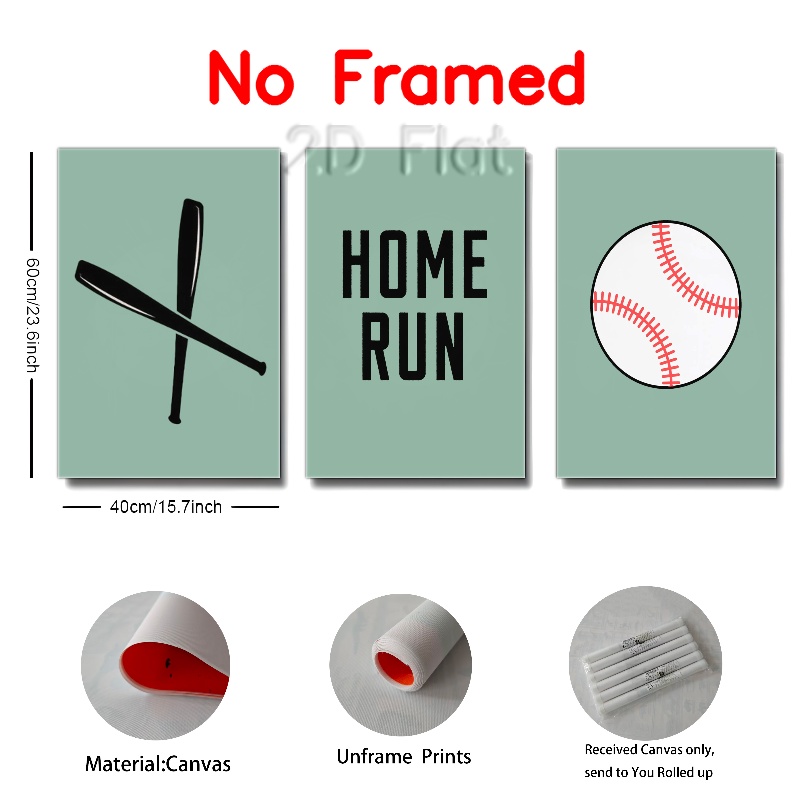 No Framed
2D Flat
60cm/23.6inch
HOME
RUN
40cm/15.7inch
Material:Canvas
Unframe Prints
Received Canvas only,
send to You Rolled up